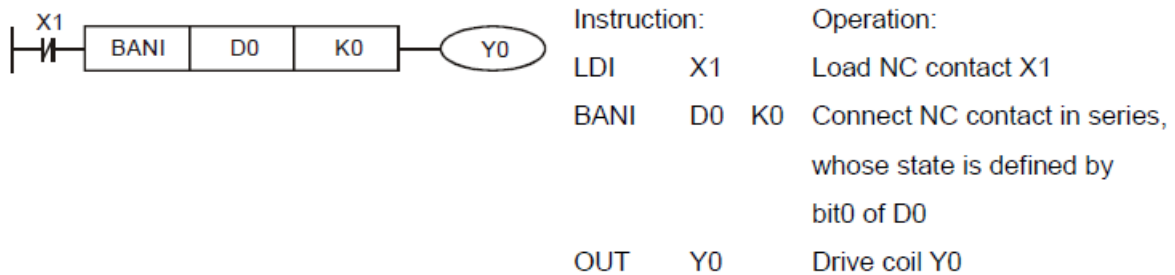 X1
BANI D0 K0 Y0
Instruction: Operation:
LDI X1 Load NC contact X1
BANI D0 K0 Connect NC contact in series,
whose state is defined by
bit0 of D0
OUT Y0 Drive coil Y0